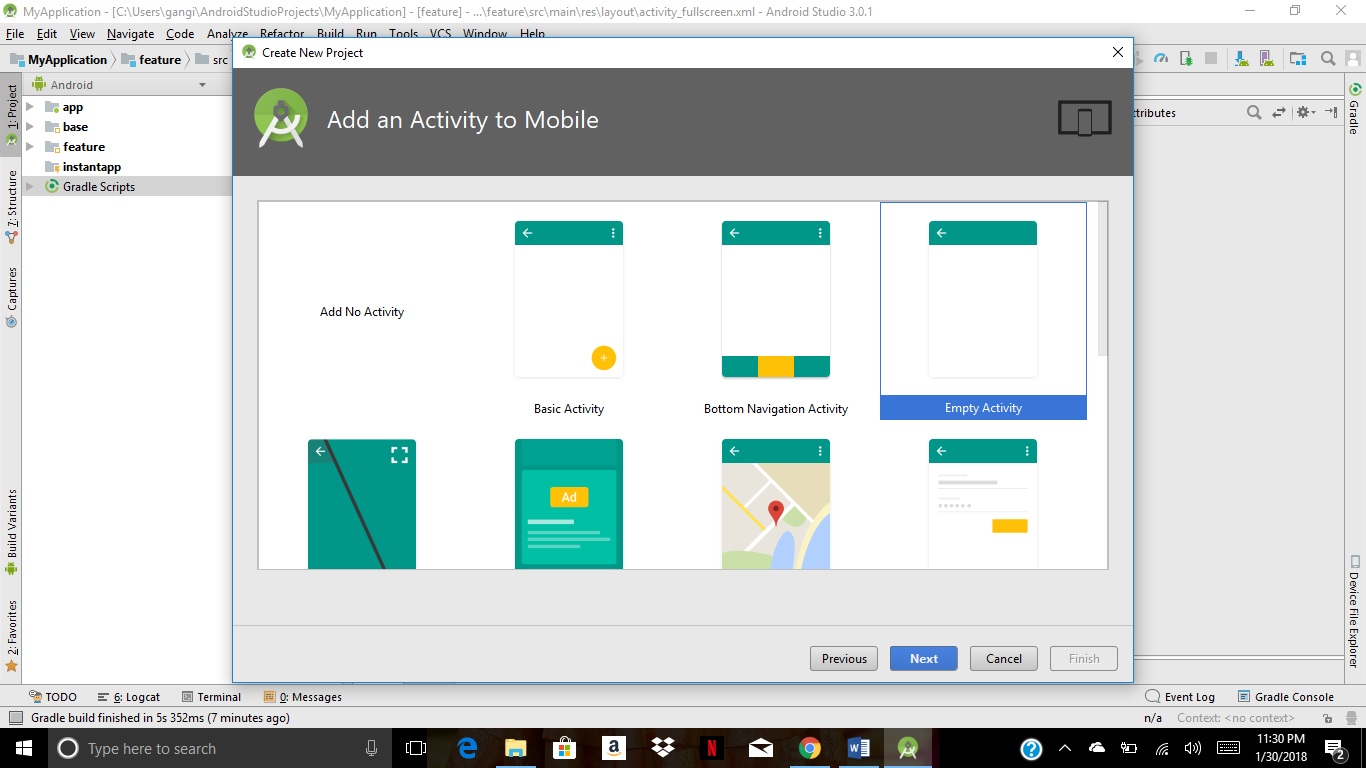 MyApplication - [C:\Users\gangi\AndroidStudioProjects\MyApplication] - [feature] - ...\feature\src\main\res\layout\activity_fullscreen.xml - Android Studio 3.0.1
File Edit View Navigate Code Analyze Refactor Build Run Tools VCS Window Help
MyApplication feature src
Create New Project
Android
1: Project
app
base
feature
instantapp
Gradle Scripts
7: Structure
Captures
Build Variants
2: Favorites
Add an Activity to Mobile
Add No Activity
Basic Activity
Bottom Navigation Activity
Empty Activity
Ad
Previous Next Cancel Finish
tributes
Gradle
Device File Explorer
TODO 6: Logcat Terminal 0: Messages Event Log Gradle Console
Gradle build finished in 5s 352ms (7 minutes ago) n/a Context: <no context>
Type here to search
a
N
W
?
11:30 PM
1/30/2018
2